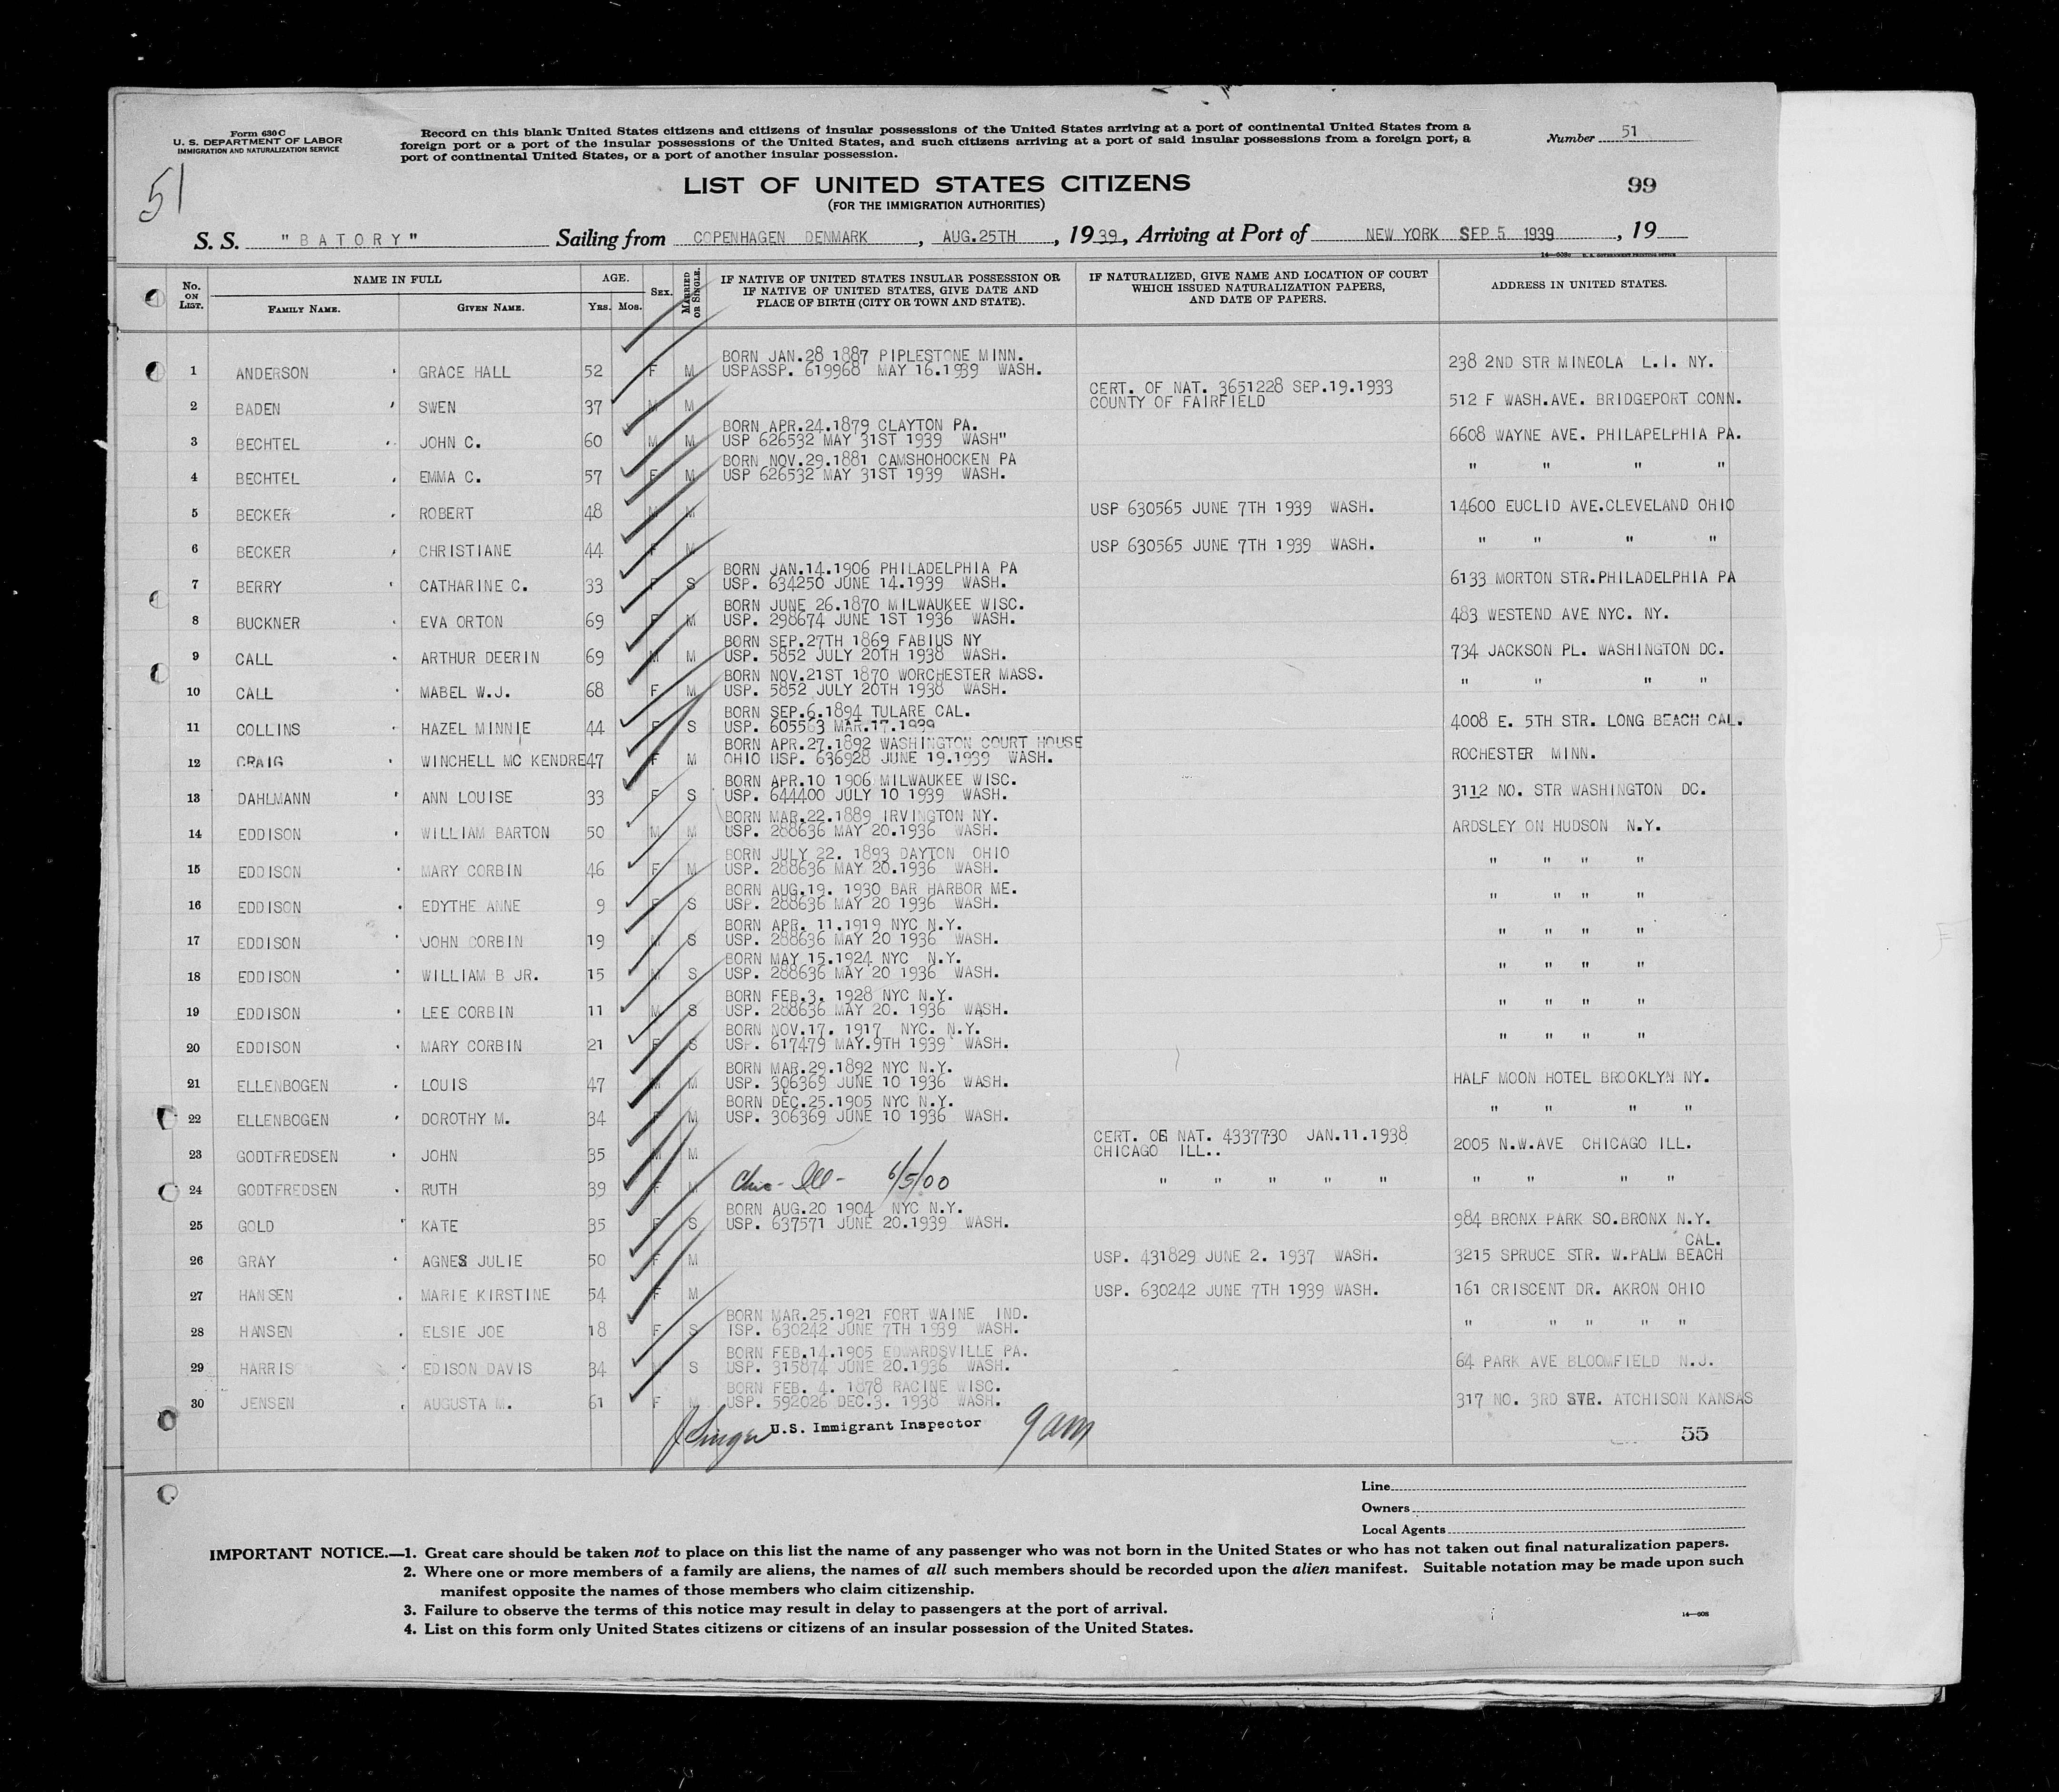 Form 630 C
U. S. DEPARTMENT OF LABOR
IMMIGRATION AND NATURALIZATION SERVICE
Record on this blank United States citizens and citizens of insular possessions of the United States arriving at a port of continental United States from a
foreign port or a port of the insular possessions of the United States, and such citizens arriving at a port of said insular possessions from a foreign port, a
port of continental United States, or a port of another insular possession.
Number 51
51
LIST OF UNITED STATES CITIZENS
99
(FOR THE IMMIGRATION AUTHORITIES)
S. S. "BATORY" Sailing from COPENHAGEN DENMARK, AUG.25TH, 1939, Arriving at Port of NEW YORK SEP 5 1939, 19
No. ON LIST. NAME IN FULL FAMILY NAME. GIVEN NAME. AGE. YRS. MOS. SEX. MARRIED OR SINGLE. IF NATIVE OF UNITED STATES INSULAR POSSESSION OR IF NATIVE OF UNITED STATES, GIVE DATE AND PLACE OF BIRTH (CITY OR TOWN AND STATE). IF NATURALIZED, GIVE NAME AND LOCATION OF COURT WHICH ISSUED NATURALIZATION PAPERS, AND DATE OF PAPERS. ADDRESS IN UNITED STATES.
BORN JAN.28 1887 PIPLESTONE MINN.
1 ANDERSON GRACE HALL 52 F M USPASSP. 619968 MAY 16.1939 WASH. 238 2ND STR MINEOLA L.I. NY.
CERT. OF NAT. 3651228 SEP.19.1933
2 BADEN SWEN 37 M M COUNTY OF FAIRFIELD 512 F WASH.AVE. BRIDGEPORT CONN.
BORN APR.24.1879 CLAYTON PA.
3 BECHTEL JOHN C. 60 M M USP 626532 MAY 31ST 1939 WASH" 6608 WAYNE AVE. PHILAPELPHIA PA.
BORN NOV.29.1881 CAMSHOHOCKEN PA
4 BECHTEL EMMA C. 57 F M USP 626532 MAY 31ST 1939 WASH. " " " "
5 BECKER ROBERT 48 M M USP 630565 JUNE 7TH 1939 WASH. 14600 EUCLID AVE.CLEVELAND OHIO
6 BECKER CHRISTIANE 44 F M USP 630565 JUNE 7TH 1939 WASH. " " " "
BORN JAN.14.1906 PHILADELPHIA PA
7 BERRY CATHARINE C. 33 F S USP. 634250 JUNE 14.1939 WASH. 6133 MORTON STR.PHILADELPHIA PA
BORN JUNE 26.1870 MILWAUKEE WISC.
8 BUCKNER EVA ORTON 69 F M USP. 298674 JUNE 1ST 1936 WASH. 483 WESTEND AVE NYC. NY.
BORN SEP.27TH 1869 FABIUS NY
9 CALL ARTHUR DEERIN 69 M M USP. 5852 JULY 20TH 1938 WASH. 734 JACKSON PL. WASHINGTON DC.
BORN NOV.21ST 1870 WORCHESTER MASS.
10 CALL MABEL W.J. 68 F M USP. 5852 JULY 20TH 1938 WASH. " " " "
BORN SEP.6.1894 TULARE CAL.
11 COLLINS HAZEL MINNIE 44 F S USP. 605563 MAR.17.1939 4008 E. 5TH STR. LONG BEACH CAL.
BORN APR.27.1892 WASHINGTON COURT HOUSE
12 CRAIG WINCHELL MC KENDRE 47 F M OHIO USP. 636928 JUNE 19.1939 WASH. ROCHESTER MINN.
BORN APR.10 1906 MILWAUKEE WISC.
13 DAHLMANN ANN LOUISE 33 F S USP. 644400 JULY 10 1939 WASH. 3112 NO. STR WASHINGTON DC.
BORN MAR.22.1889 IRVINGTON NY.
14 EDDISON WILLIAM BARTON 50 M M USP. 288636 MAY 20.1936 WASH. ARDSLEY ON HUDSON N.Y.
BORN JULY 22. 1893 DAYTON OHIO
15 EDDISON MARY CORBIN 46 F M USP. 288636 MAY 20.1936 WASH. " " " "
BORN AUG.19. 1930 BAR HARBOR ME.
16 EDDISON EDYTHE ANNE 9 F S USP. 288636 MAY 20 1936 WASH. " " " "
BORN APR. 11.1919 NYC N.Y.
17 EDDISON JOHN CORBIN 19 M S USP. 288636 MAY 20 1936 WASH. " " " "
BORN MAY 15.1924 NYC N.Y.
18 EDDISON WILLIAM B JR. 15 M S USP. 288636 MAY 20 1936 WASH. " " " "
BORN FEB.3. 1928 NYC N.Y.
19 EDDISON LEE CORBIN 11 M S USP. 288636 MAY 20. 1936 WASH. " " " "
BORN NOV.17. 1917 NYC. N.Y.
20 EDDISON MARY CORBIN 21 F S USP. 617479 MAY.9TH 1939 WASH. " " " "
BORN MAR.29.1892 NYC N.Y.
21 ELLENBOGEN LOUIS 47 M M USP. 306369 JUNE 10 1936 WASH. HALF MOON HOTEL BROOKLYN NY.
BORN DEC.25.1905 NYC N.Y.
22 ELLENBOGEN DOROTHY M. 34 F M USP. 306369 JUNE 10 1936 WASH. " " " "
CERT. OF NAT. 4337730 JAN.11.1938
23 GODTFREDSEN JOHN 35 M M CHICAGO ILL.. 2005 N.W.AVE CHICAGO ILL.
24 GODTFREDSEN RUTH 39 F M Chic- Ill- 6/5/00 " " " " " " " " "
BORN AUG.20 1904 NYC N.Y.
25 GOLD KATE 35 F S USP. 637571 JUNE 20.1939 WASH. 984 BRONX PARK SO.BRONX N.Y.
CAL.
26 GRAY AGNES JULIE 50 F M USP. 431829 JUNE 2. 1937 WASH. 3215 SPRUCE STR. W.PALM BEACH
27 HANSEN MARIE KIRSTINE 54 F M USP. 630242 JUNE 7TH 1939 WASH. 161 CRISCENT DR. AKRON OHIO
BORN MAR.25.1921 FORT WAINE IND.
28 HANSEN ELSIE JOE 18 F S ISP. 630242 JUNE 7TH 1939 WASH. " " " " "
BORN FEB.14.1905 EDWARDSVILLE PA.
29 HARRIS EDISON DAVIS 34 M S USP. 315874 JUNE 20.1936 WASH. 64 PARK AVE BLOOMFIELD N.J.
BORN FEB. 4. 1878 RACINE WISC.
30 JENSEN AUGUSTA M. 61 F M USP. 592026 DEC.3. 1938 WASH. 317 NO. 3RD STR. ATCHISON KANSAS
J Singer U.S. Immigrant Inspector 9 am
55
Line
Owners
Local Agents
IMPORTANT NOTICE.—1. Great care should be taken not to place on this list the name of any passenger who was not born in the United States or who has not taken out final naturalization papers.
2. Where one or more members of a family are aliens, the names of all such members should be recorded upon the alien manifest. Suitable notation may be made upon such
manifest opposite the names of those members who claim citizenship.
3. Failure to observe the terms of this notice may result in delay to passengers at the port of arrival.
4. List on this form only United States citizens or citizens of an insular possession of the United States.
14—608